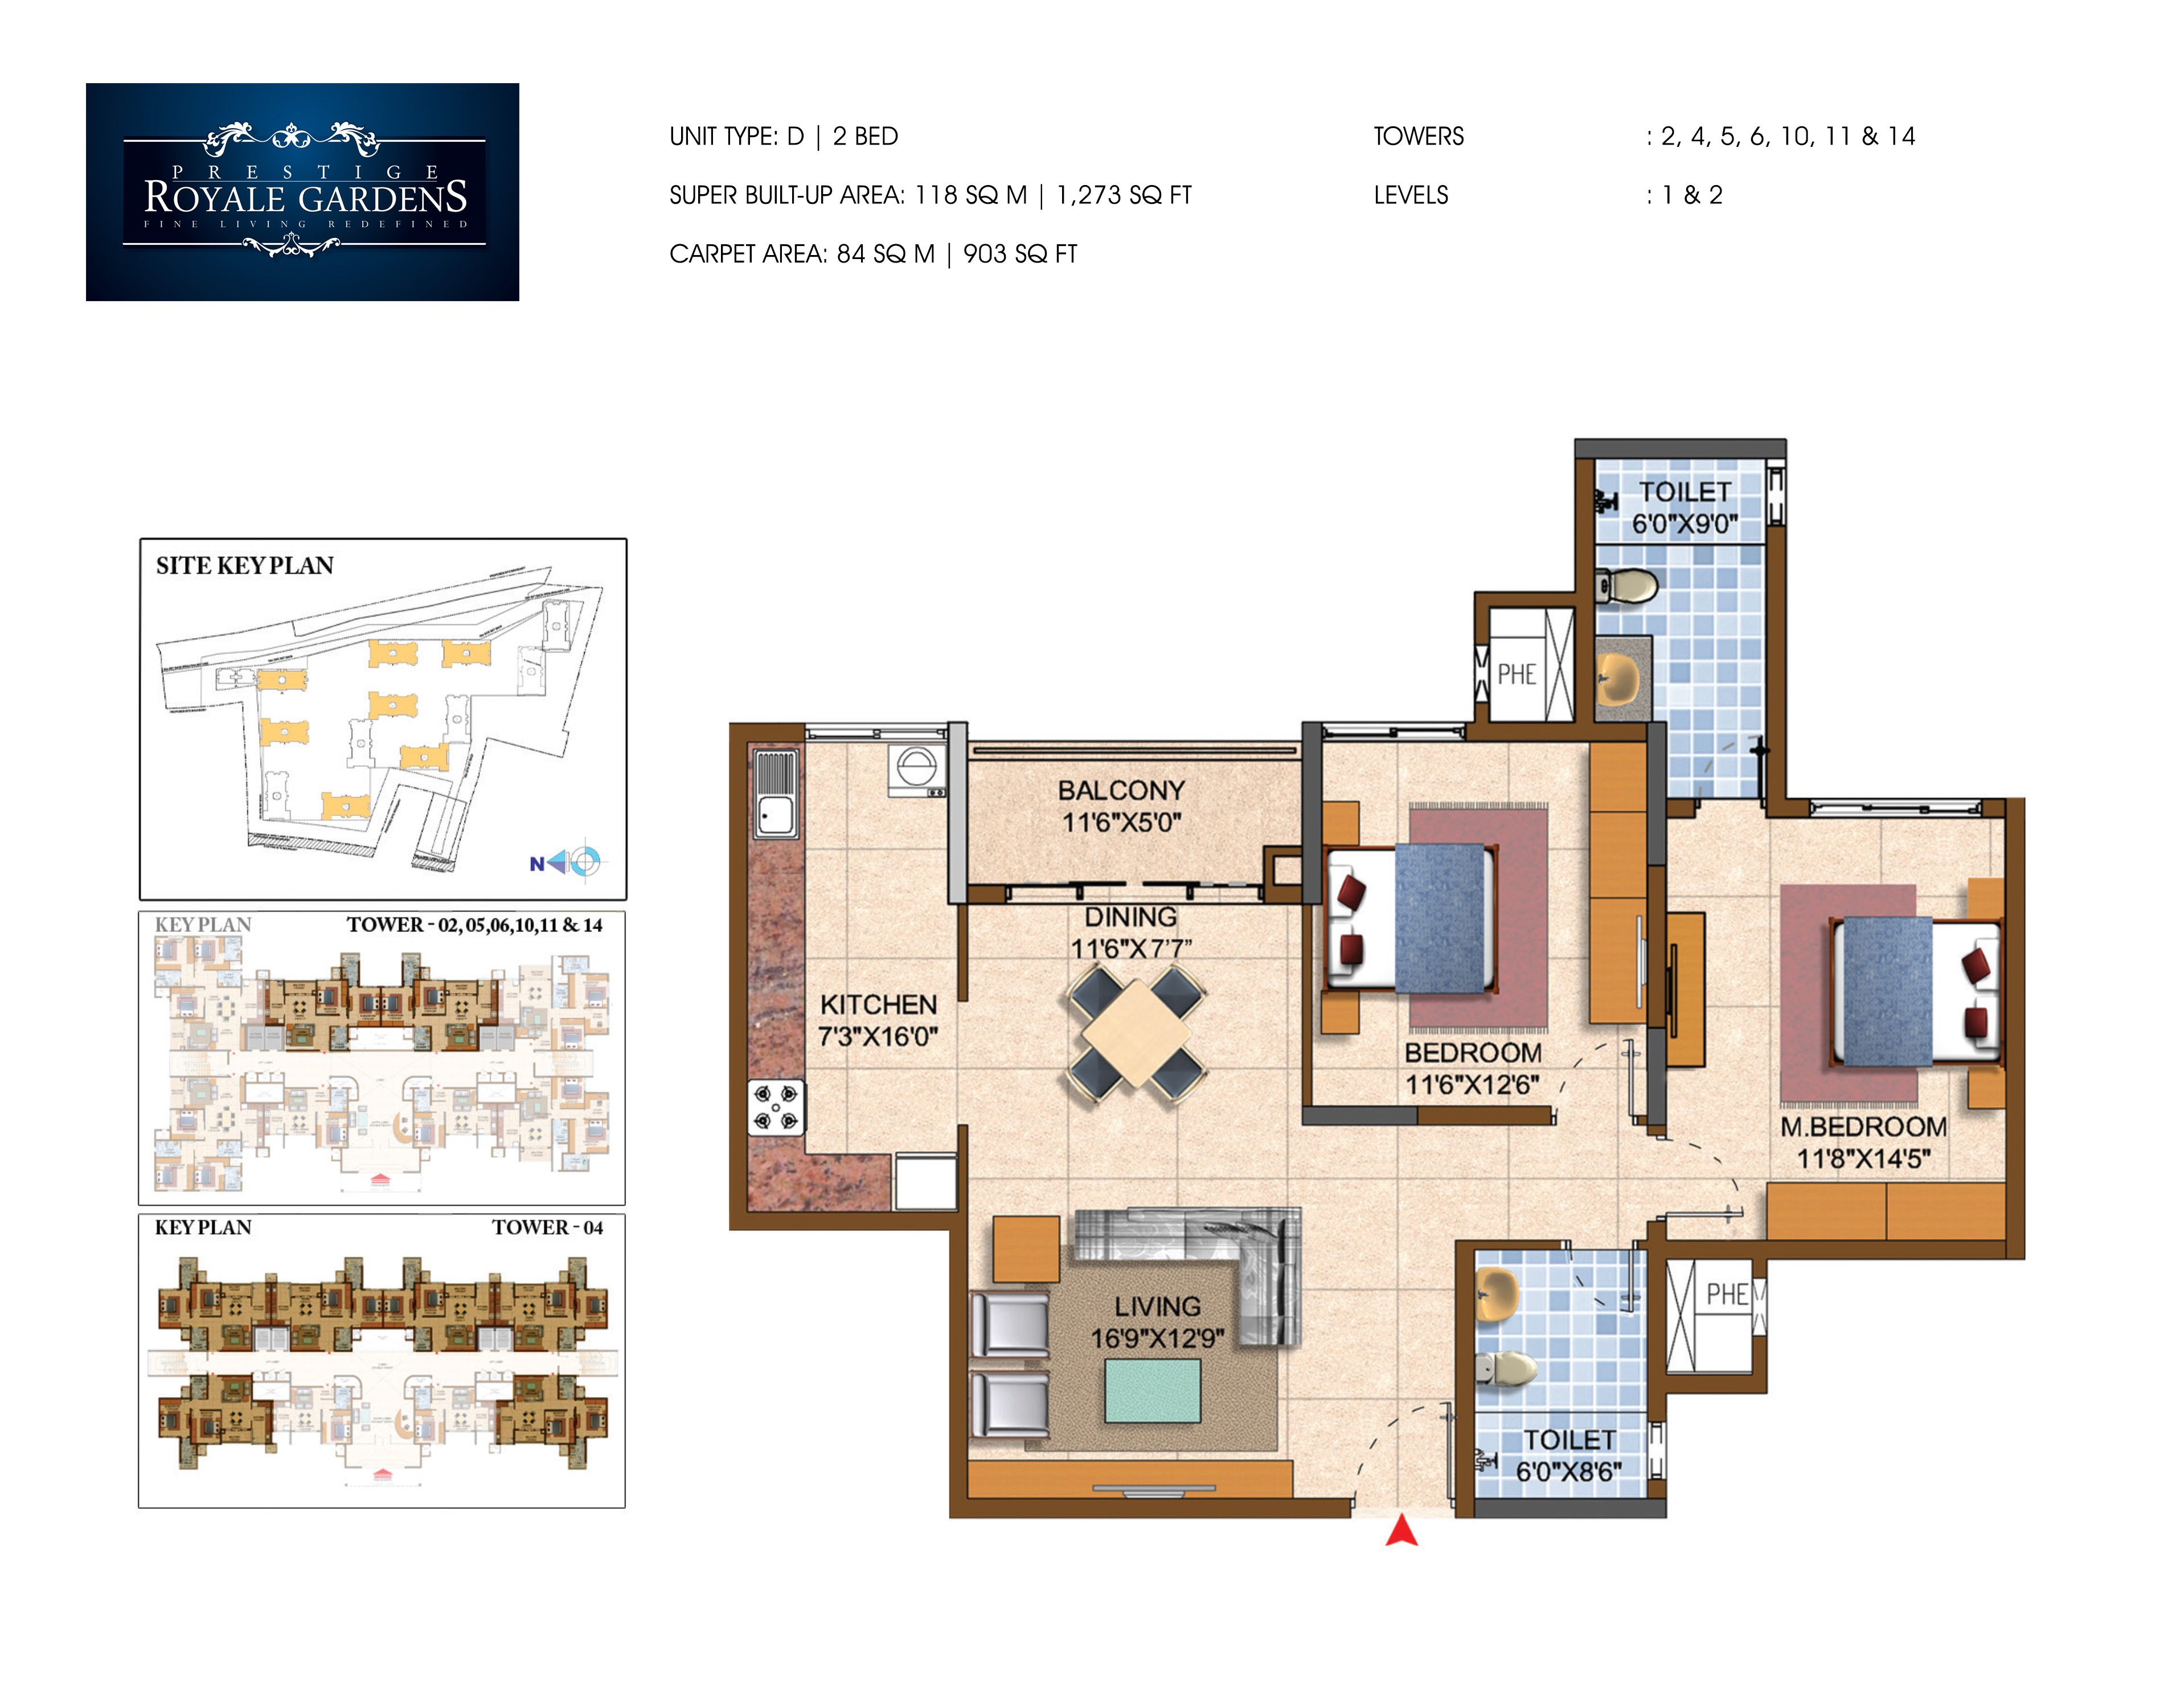 PRESTIGE
ROYALE GARDENS
FINE LIVING REDEFINED
UNIT TYPE: D | 2 BED
SUPER BUILT-UP AREA: 118 SQ M | 1,273 SQ FT
CARPET AREA: 84 SQ M | 903 SQ FT
TOWERS : 2, 4, 5, 6, 10, 11 & 14
LEVELS : 1 & 2
SITE KEY PLAN
N
KEY PLAN TOWER - 02, 05,06,10,11 & 14
KEY PLAN TOWER - 04
TOILET
6'0"X9'0"
PHE
BALCONY
11'6"X5'0"
DINING
11'6"X7'7"
KITCHEN
7'3"X16'0"
BEDROOM
11'6"X12'6"
M.BEDROOM
11'8"X14'5"
LIVING
16'9"X12'9"
PHE
TOILET
6'0"X8'6"